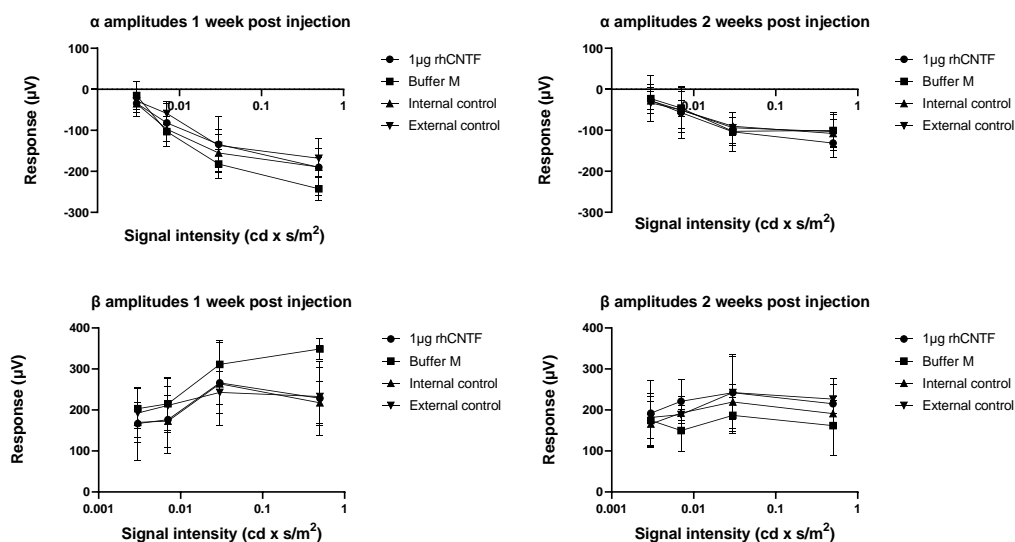 α amplitudes 1 week post injection
100
0
-100
-200
-300
0.01
0.1
1
Response (µV)
Signal intensity (cd x s/m²)
1µg rhCNTF
Buffer M
Internal control
External control
α amplitudes 2 weeks post injection
100
0
-100
-200
-300
0.01
0.1
1
Response (µV)
Signal intensity (cd x s/m²)
1µg rhCNTF
Buffer M
Internal control
External control
β amplitudes 1 week post injection
400
300
200
100
0
0.001
0.01
0.1
1
Response (µV)
Signal intensity (cd x s/m²)
1µg rhCNTF
Buffer M
Internal control
External control
β amplitudes 2 weeks post injection
400
300
200
100
0
0.001
0.01
0.1
1
Response (µV)
Signal intensity (cd x s/m²)
1µg rhCNTF
Buffer M
Internal control
External control